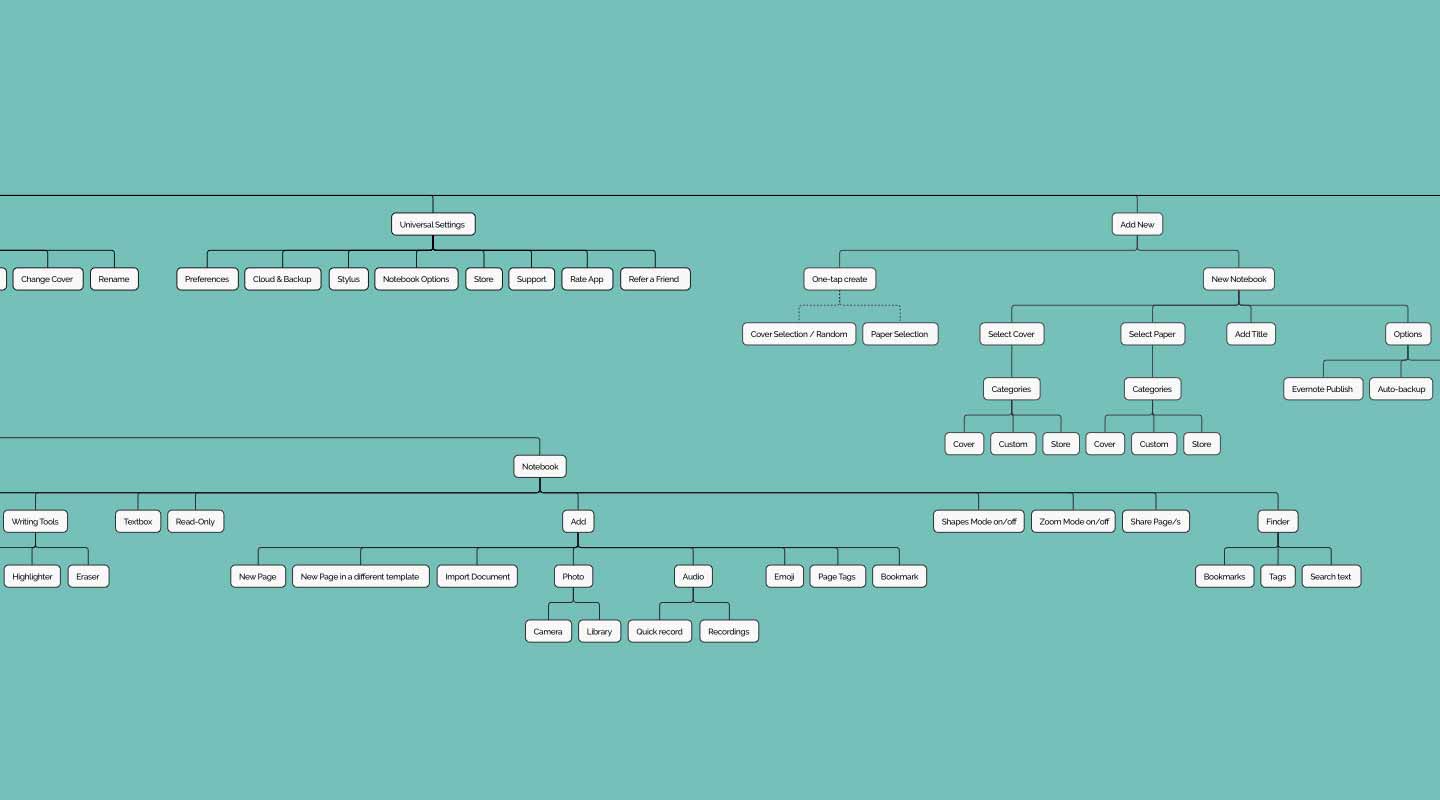 Universal Settings
Add New
Change Cover
Rename
Preferences
Cloud & Backup
Stylus
Notebook Options
Store
Support
Rate App
Refer a Friend
One-tap create
New Notebook
Cover Selection / Random
Paper Selection
Select Cover
Select Paper
Add Title
Options
Categories
Categories
Evernote Publish
Auto-backup
Cover
Custom
Store
Cover
Custom
Store
Notebook
Writing Tools
Textbox
Read-Only
Add
Shapes Mode on/off
Zoom Mode on/off
Share Page/s
Finder
Highlighter
Eraser
New Page
New Page in a different template
Import Document
Photo
Audio
Emoji
Page Tags
Bookmark
Bookmarks
Tags
Search text
Camera
Library
Quick record
Recordings